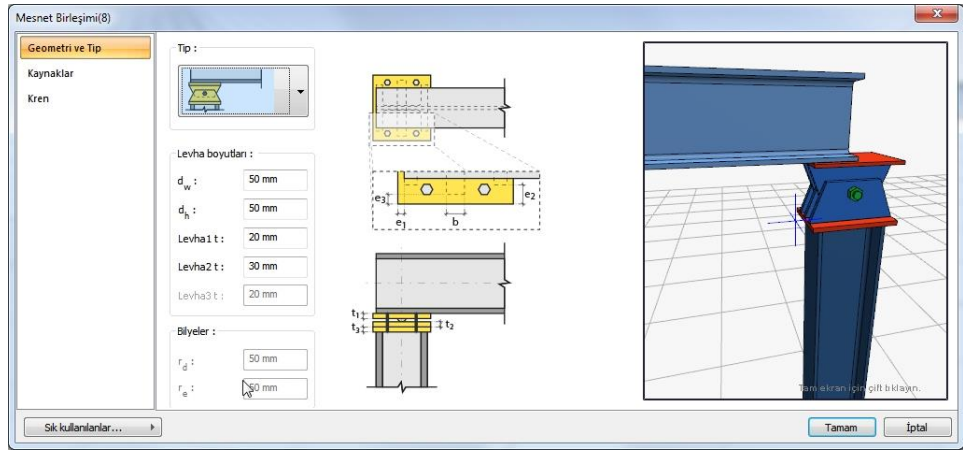 Mesnet Birleşimi(8)
Geometri ve Tip
Kaynaklar
Kren
Tip :
Levha boyutları :
dw : 50 mm
dh : 50 mm
Levha1 t : 20 mm
Levha2 t : 30 mm
Levha3 t : 20 mm
Bilyeler :
rd : 50 mm
re : 50 mm
e3
e2
e1
b
t1
t3
t2
Tam ekran için çift tıklayın.
Sık kullanılanlar...
Tamam
İptal